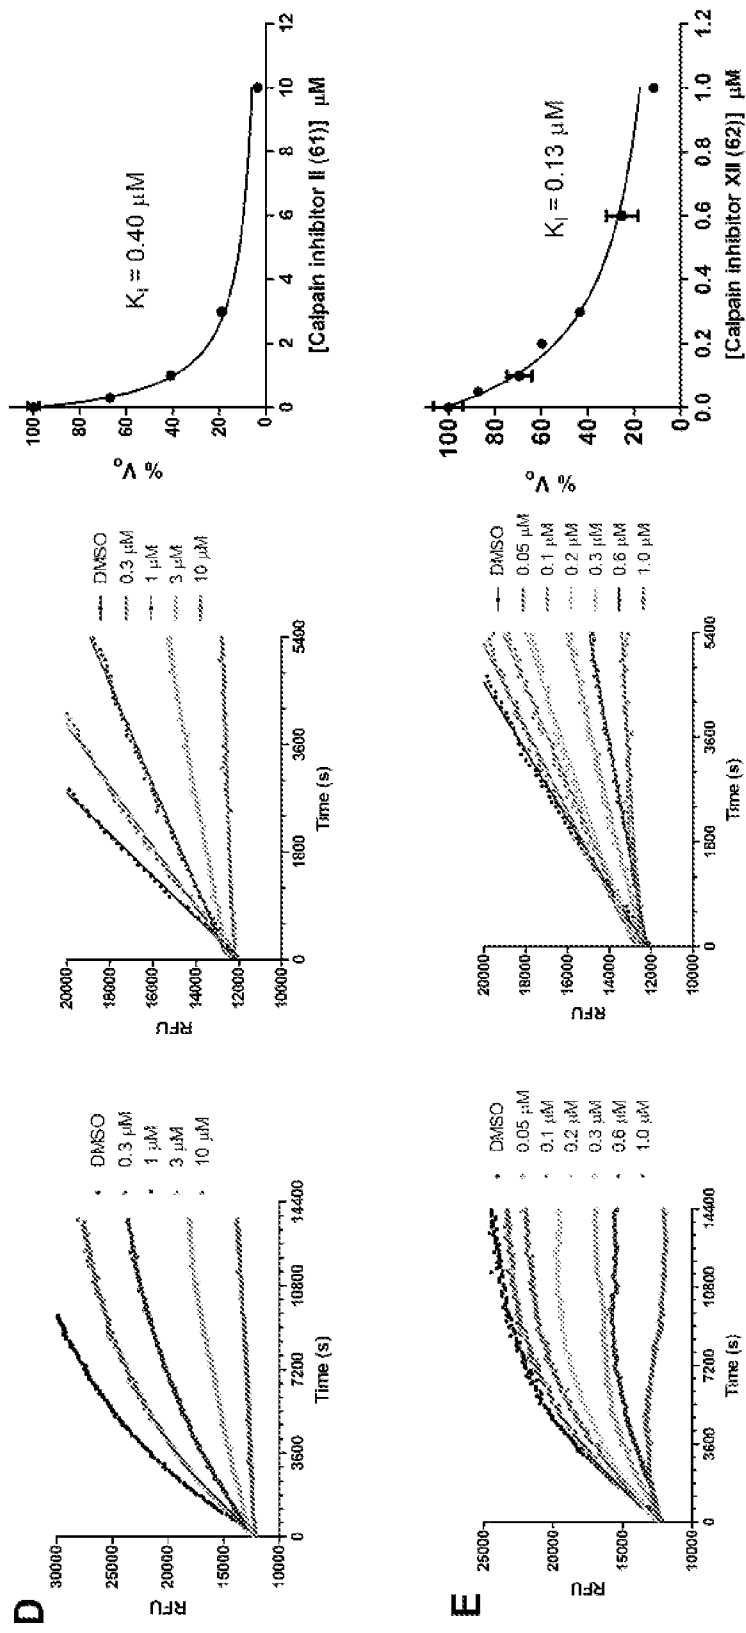 D
30000
25000
20000
15000
10000
RFU
0
3600
7200
10800
14400
Time (s)
DMSO
0.3 µM
1 µM
3 µM
10 µM
20000
18000
16000
14000
12000
10000
RFU
0
1800
3600
5400
Time (s)
DMSO
0.3 µM
1 µM
3 µM
10 µM
100
80
60
40
20
0
% Vo
KI = 0.40 µM
0
2
4
6
8
10
12
[Calpain inhibitor II (61)] µM
E
25000
20000
15000
10000
RFU
0
3600
7200
10800
14400
Time (s)
DMSO
0.05 µM
0.1 µM
0.2 µM
0.3 µM
0.6 µM
1.0 µM
20000
18000
16000
14000
12000
10000
RFU
0
1800
3600
5400
Time (s)
DMSO
0.05 µM
0.1 µM
0.2 µM
0.3 µM
0.6 µM
1.0 µM
100
80
60
40
20
0
% Vo
KI = 0.13 µM
0.0
0.2
0.4
0.6
0.8
1.0
1.2
[Calpain inhibitor XII (62)] µM